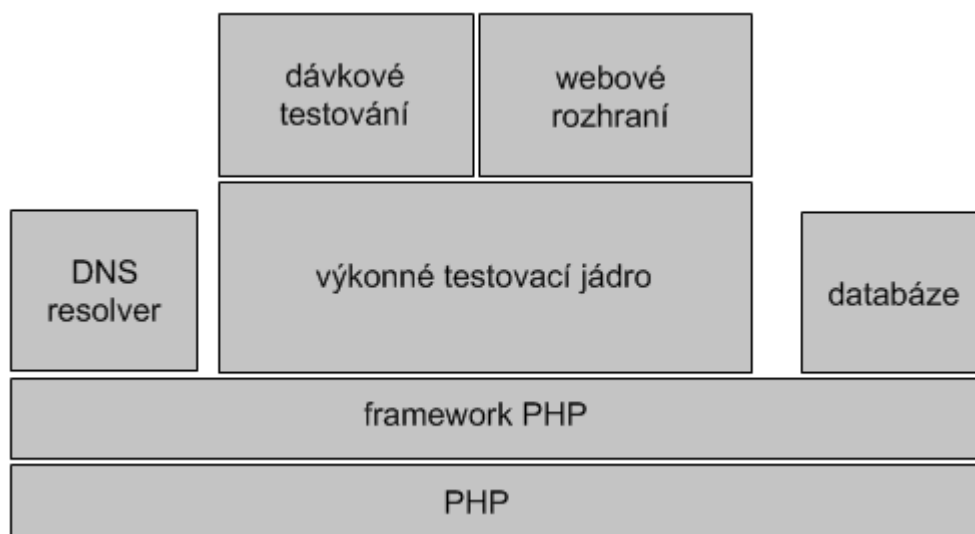 dávkové
testování
webové
rozhraní
DNS
resolver
výkonné testovací jádro
databáze
framework PHP
PHP